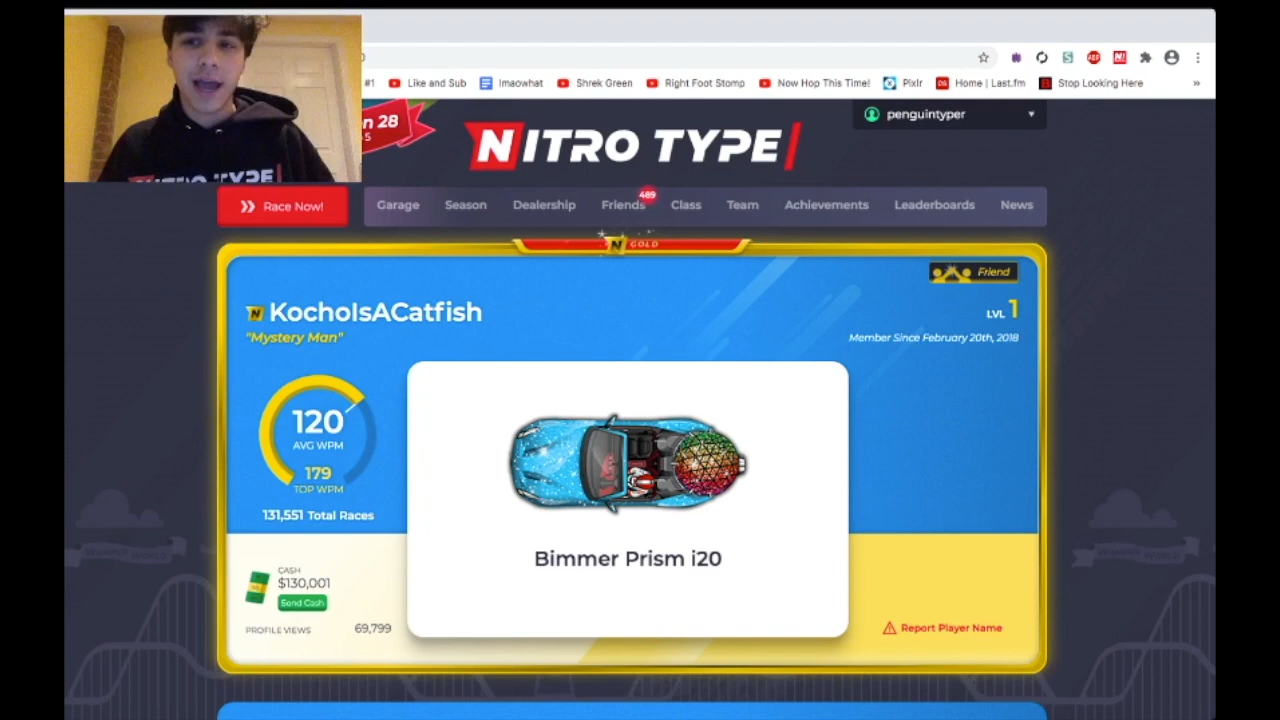 #1 Like and Sub lmaowhat Shrek Green Right Foot Stomp Now Hop This Time! Pixlr Home | Last.fm Stop Looking Here »
n 28
S
NITRO TYPE
penguintyper
NITRO TYPE
Race Now!
Garage Season Dealership Friends 489 Class Team Achievements Leaderboards News
N GOLD
Friend
N KochoIsACatfish
LVL 1
"Mystery Man"
Member Since February 20th, 2018
120
AVG WPM
179
TOP WPM
131,551 Total Races
Bimmer Prism i20
CASH
$130,001
Send Cash
PROFILE VIEWS 69,799
Report Player Name